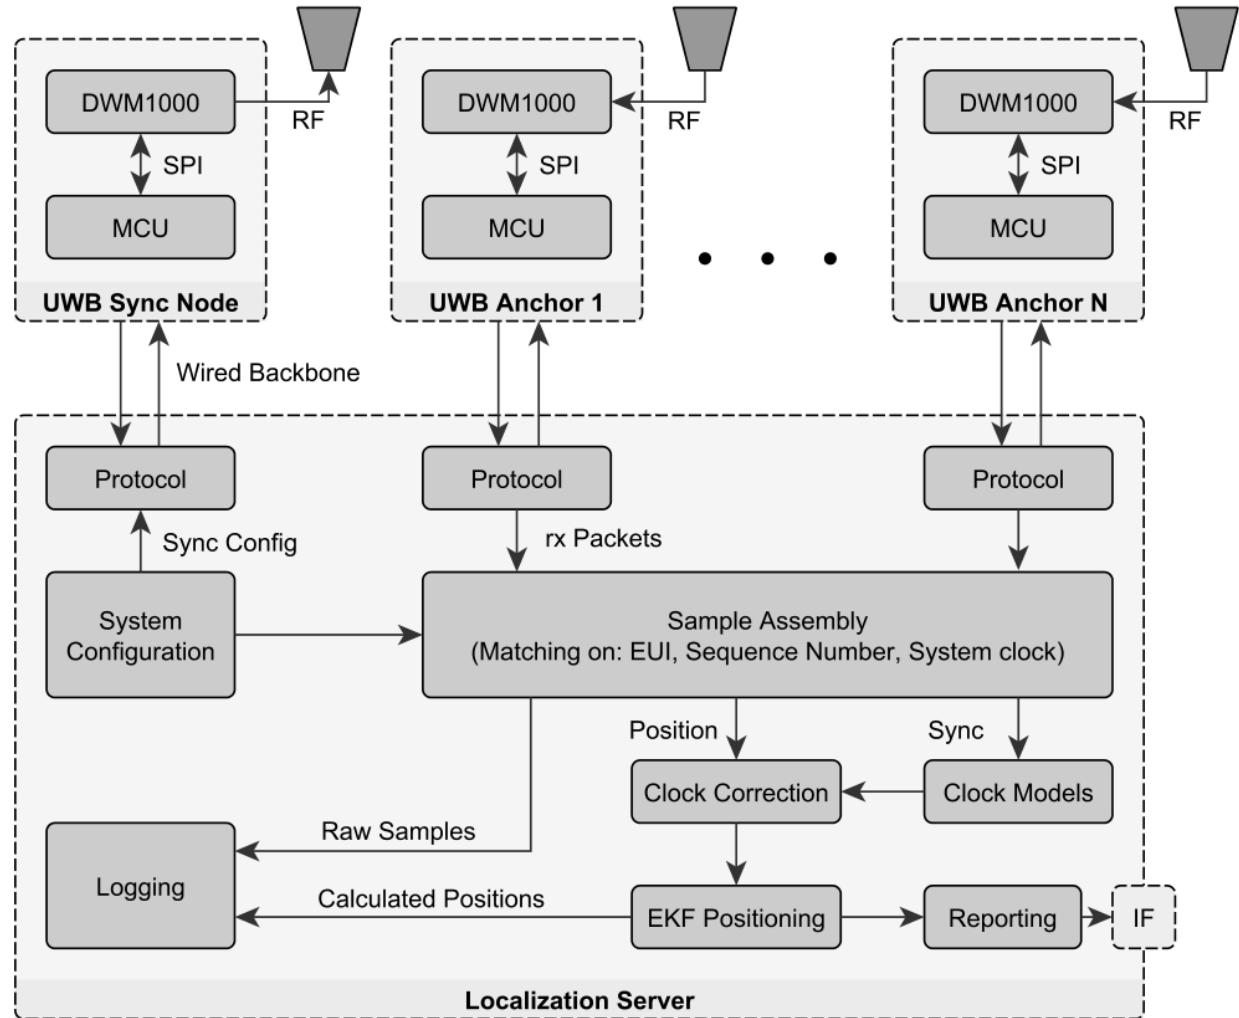 DWM1000
RF
SPI
MCU
UWB Sync Node
DWM1000
RF
SPI
MCU
UWB Anchor 1
DWM1000
RF
SPI
MCU
UWB Anchor N
Wired Backbone
Protocol
Protocol
Protocol
Sync Config
rx Packets
System
Configuration
Sample Assembly
(Matching on: EUI, Sequence Number, System clock)
Position
Sync
Clock Correction
Clock Models
Raw Samples
Logging
Calculated Positions
EKF Positioning
Reporting
IF
Localization Server